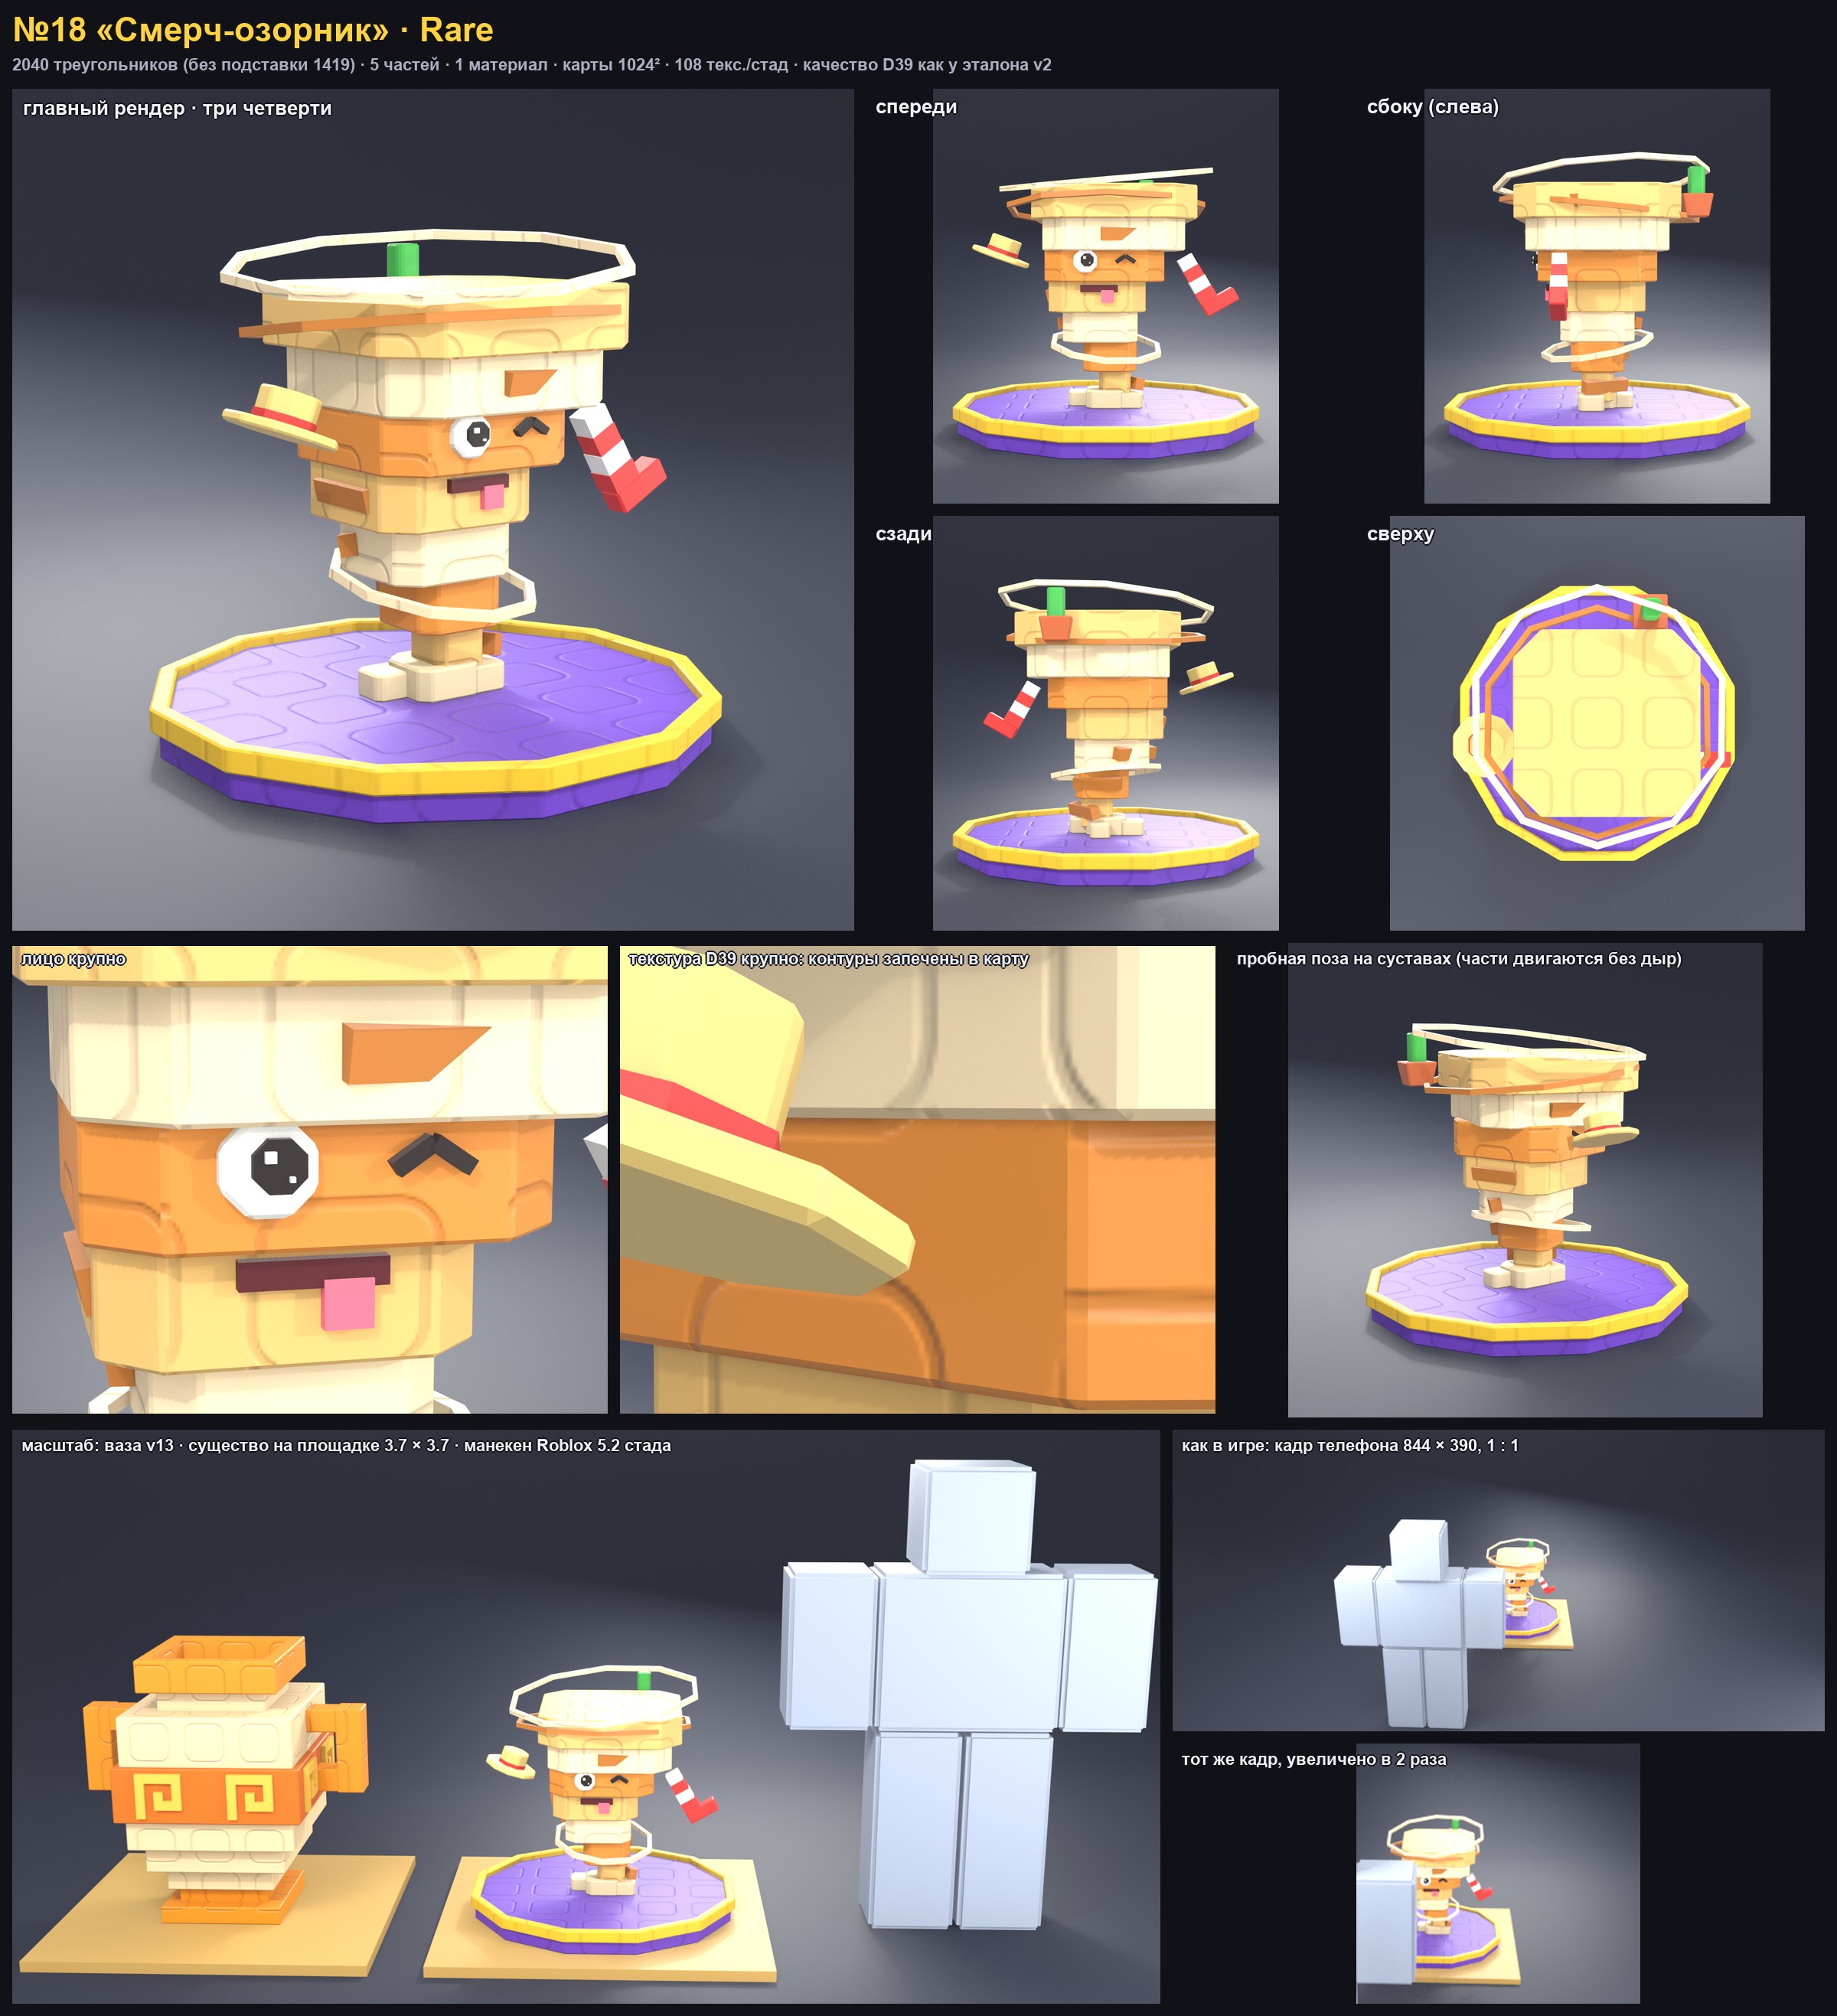 №18 «Смерч-озорник» · Rare
2040 треугольников (без подставки 1419) · 5 частей · 1 материал · карты 1024² · 108 текс./стад · качество D39 как у эталона v2
главный рендер · три четверти
спереди
сбоку (слева)
сзади
сверху
лицо крупно
текстура D39 крупно: контуры запечены в карту
пробная поза на суставах (части двигаются без дыр)
масштаб: ваза v13 · существо на площадке 3.7 × 3.7 · манекен Roblox 5.2 стада
как в игре: кадр телефона 844 × 390, 1 : 1
тот же кадр, увеличено в 2 раза